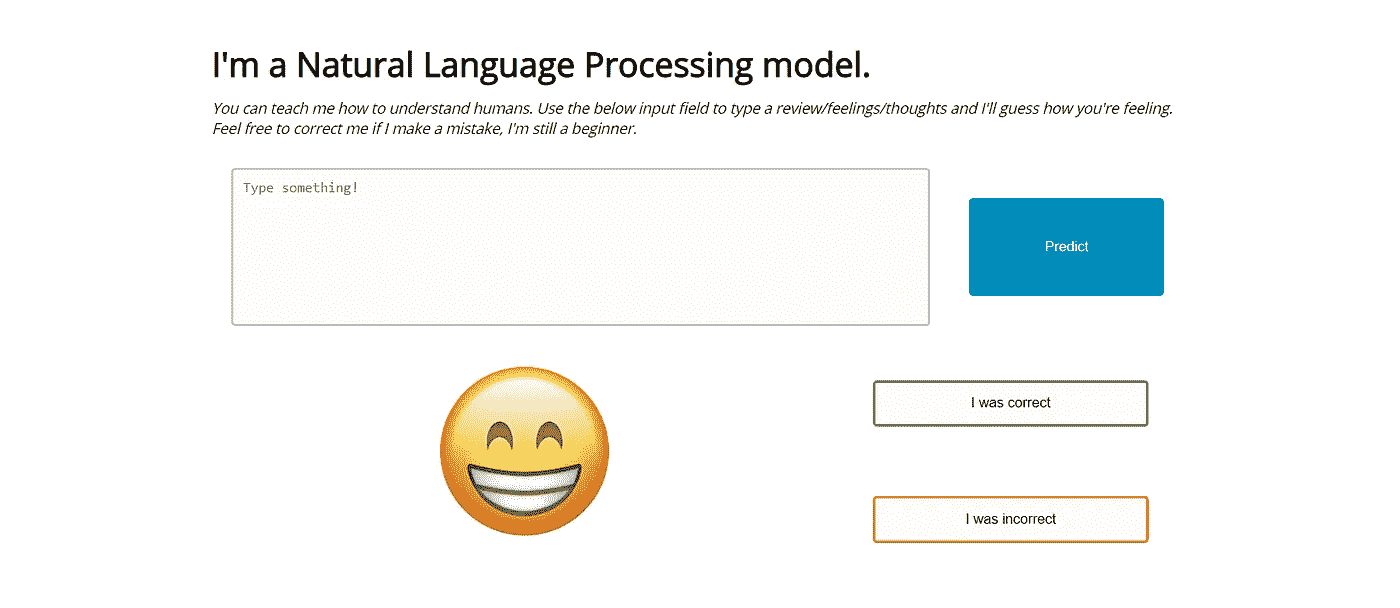 I'm a Natural Language Processing model.
You can teach me how to understand humans. Use the below input field to type a review/feelings/thoughts and I'll guess how you're feeling.
Feel free to correct me if I make a mistake, I'm still a beginner.
Type something!
Predict
I was correct
I was incorrect